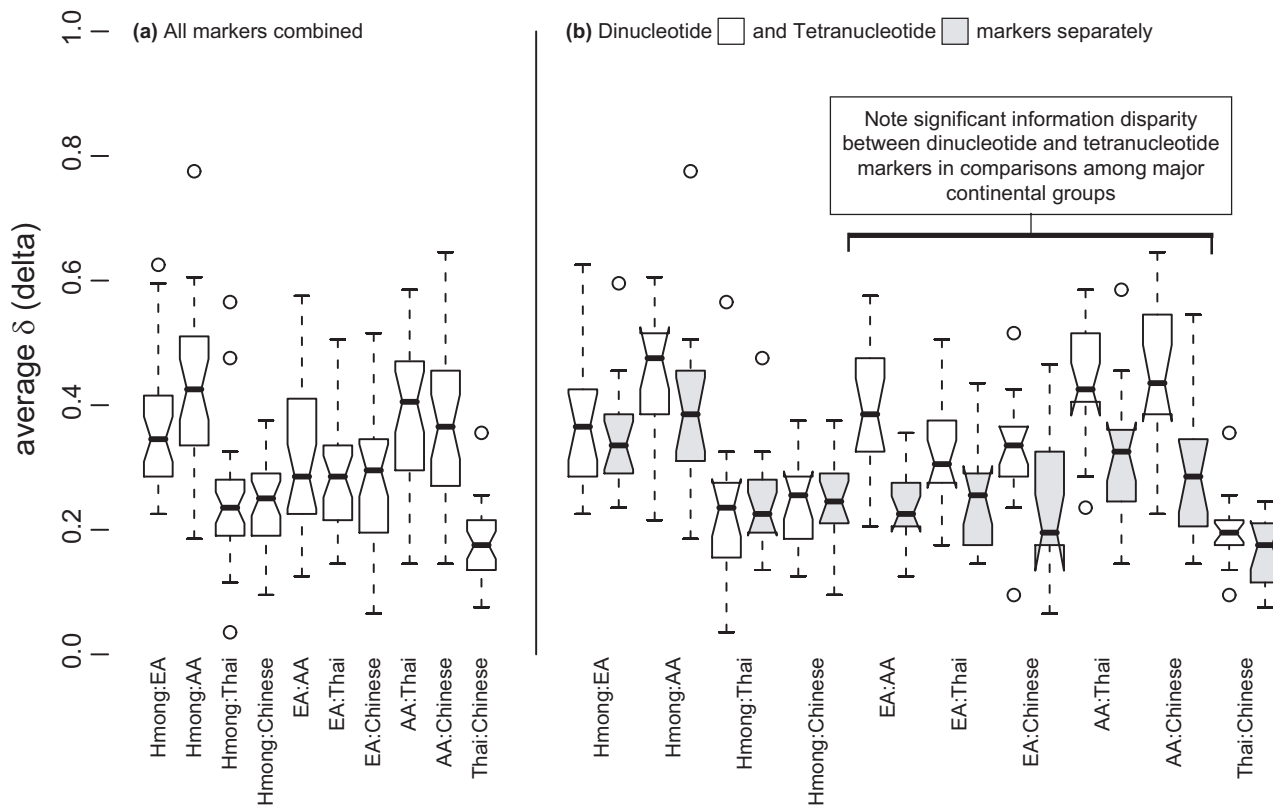 (a) All markers combined
(b) Dinucleotide and Tetranucleotide markers separately
Note significant information disparity
between dinucleotide and tetranucleotide
markers in comparisons among major
continental groups
average δ (delta)
1.0
0.8
0.6
0.4
0.2
0.0
Hmong:EA
Hmong:AA
Hmong:Thai
Hmong:Chinese
EA:AA
EA:Thai
EA:Chinese
AA:Thai
AA:Chinese
Thai:Chinese
Hmong:EA
Hmong:AA
Hmong:Thai
Hmong:Chinese
EA:AA
EA:Thai
EA:Chinese
AA:Thai
AA:Chinese
Thai:Chinese